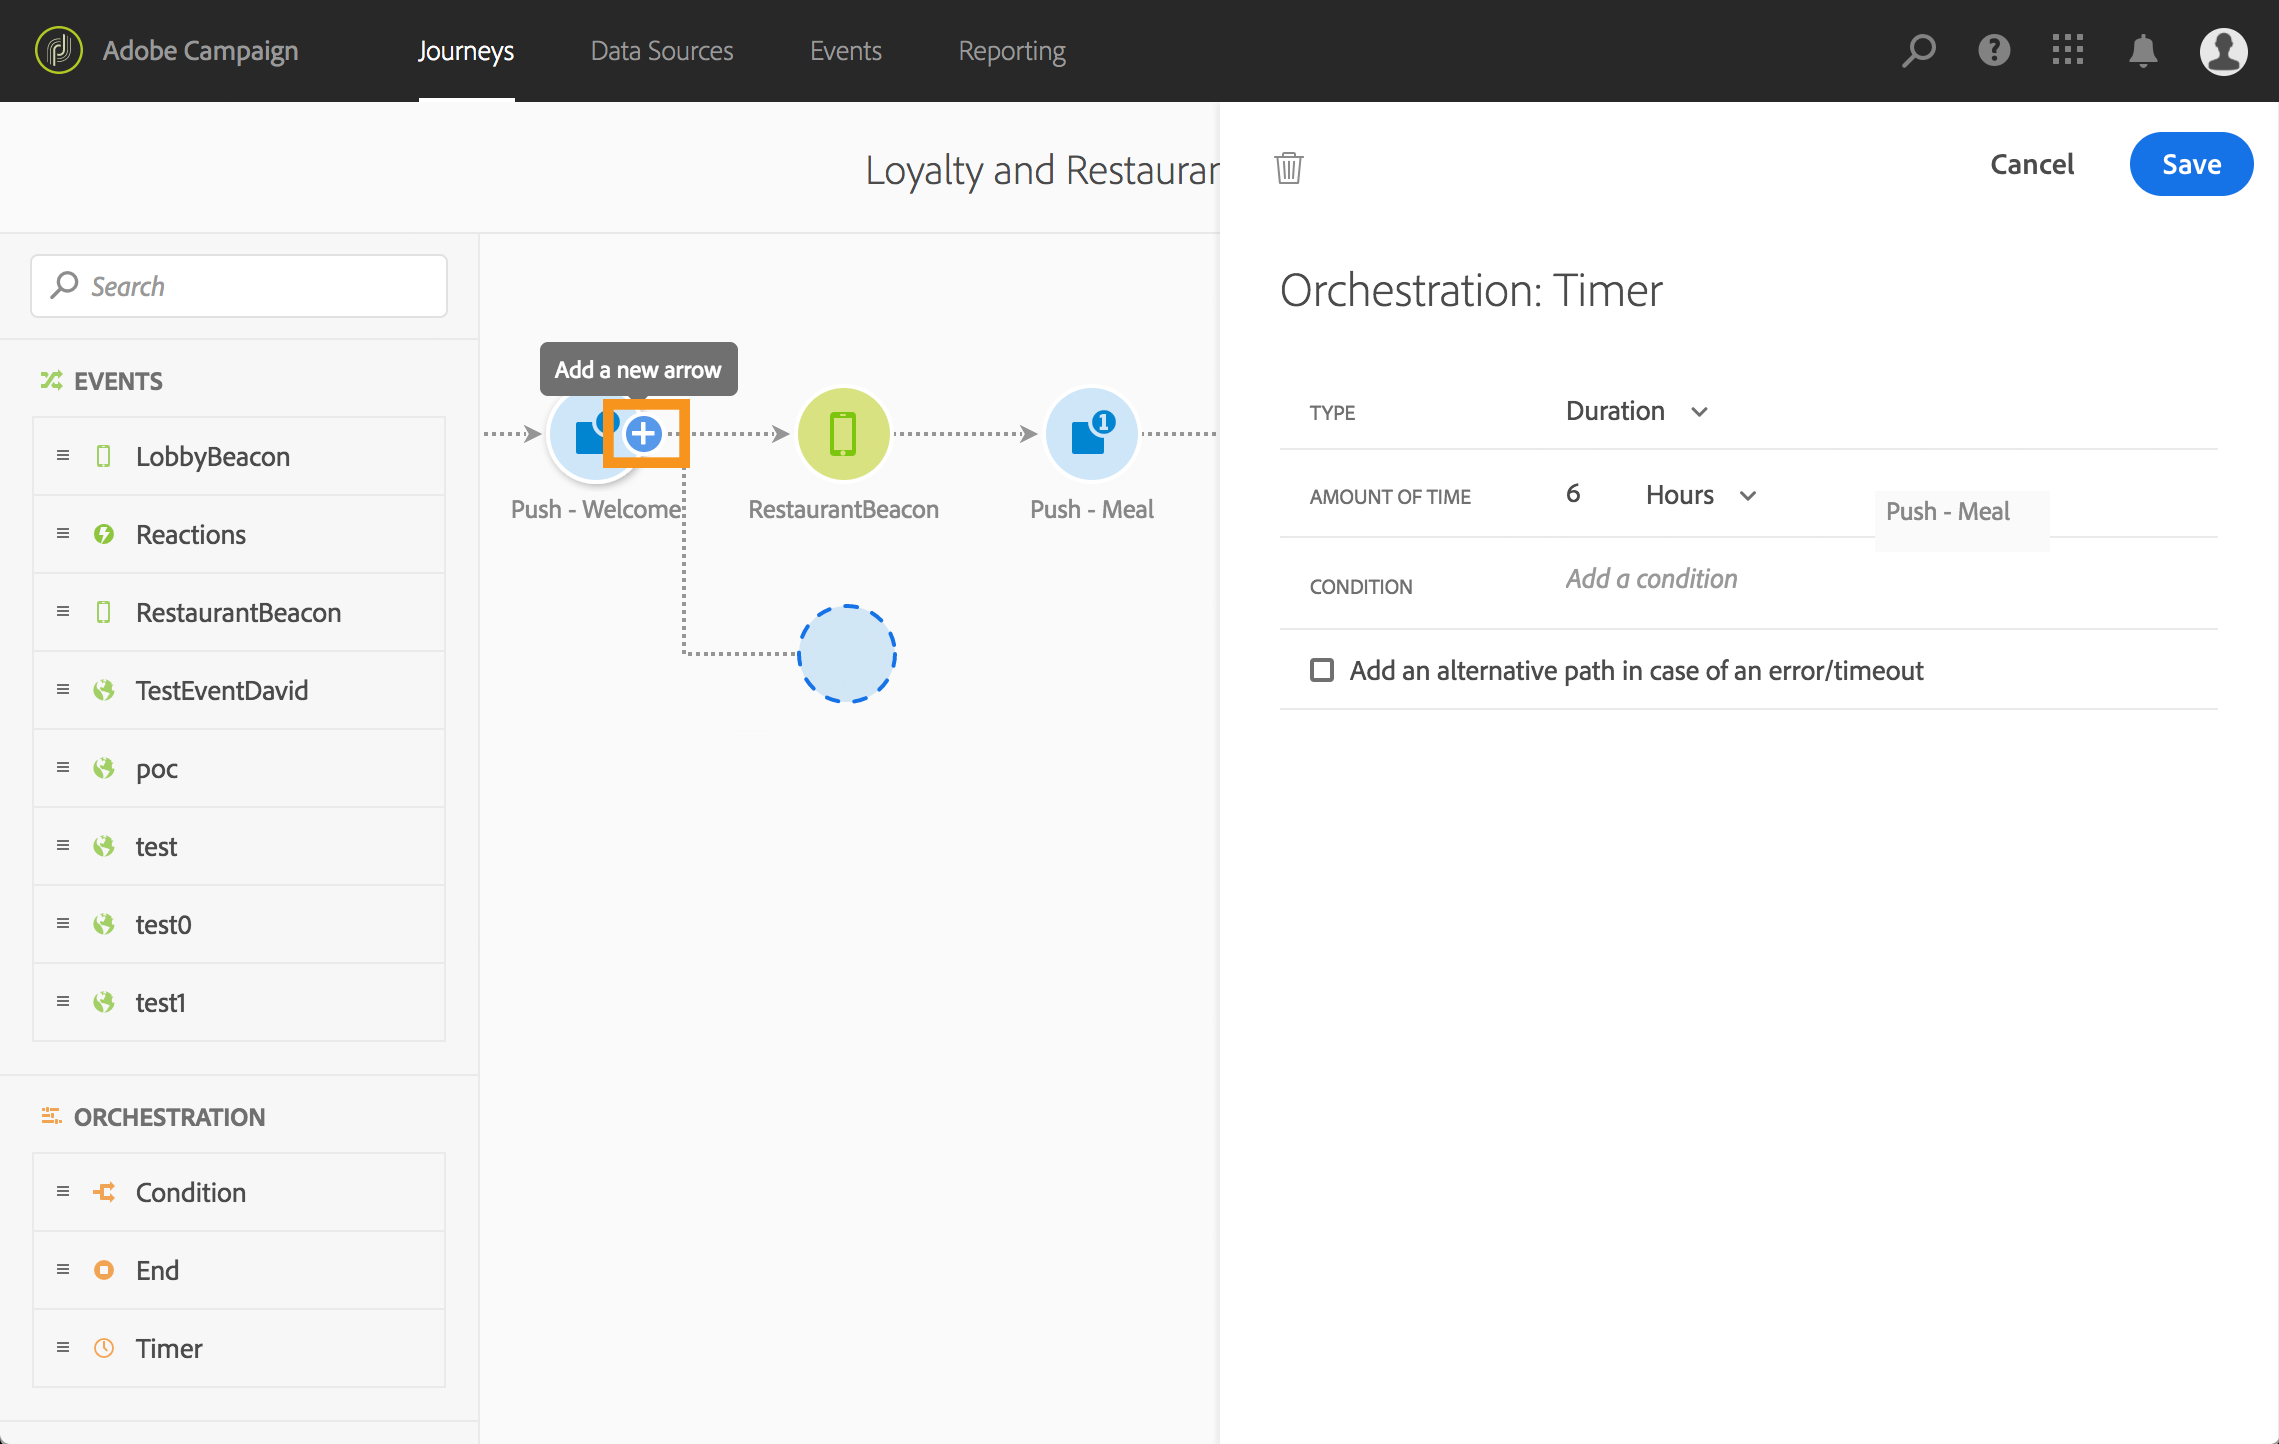 Adobe Campaign
Journeys
Data Sources
Events
Reporting
Loyalty and Restauran
Cancel
Save
Search
EVENTS
LobbyBeacon
Reactions
RestaurantBeacon
TestEventDavid
poc
test
test0
test1
ORCHESTRATION
Condition
End
Timer
Add a new arrow
1
Push - Welcome
RestaurantBeacon
Push - Meal
Orchestration: Timer
TYPE
Duration
AMOUNT OF TIME
6
Hours
Push - Meal
CONDITION
Add a condition
Add an alternative path in case of an error/timeout